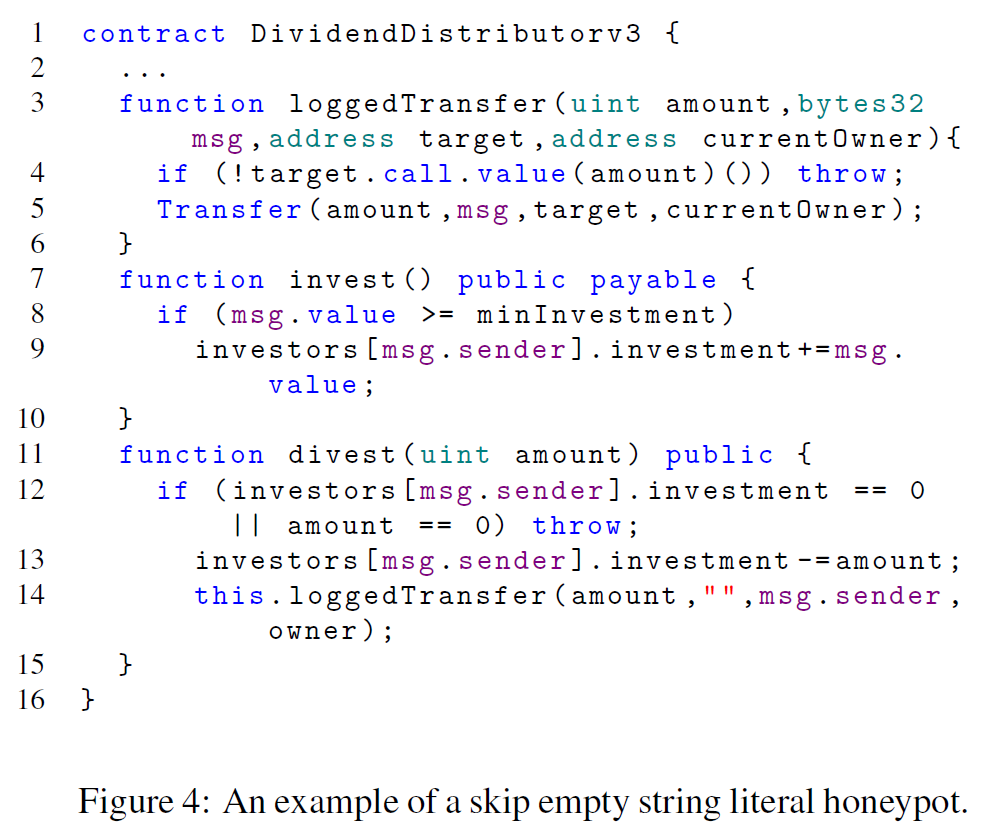 1 contract DividendDistributorv3 {
2 ...
3 function loggedTransfer(uint amount,bytes32
msg,address target,address currentOwner){
4 if (!target.call.value(amount)()) throw;
5 Transfer(amount,msg,target,currentOwner);
6 }
7 function invest() public payable {
8 if (msg.value >= minInvestment)
9 investors[msg.sender].investment+=msg.
value;
10 }
11 function divest(uint amount) public {
12 if (investors[msg.sender].investment == 0
|| amount == 0) throw;
13 investors[msg.sender].investment-=amount;
14 this.loggedTransfer(amount,"",msg.sender,
owner);
15 }
16 }
Figure 4: An example of a skip empty string literal honeypot.